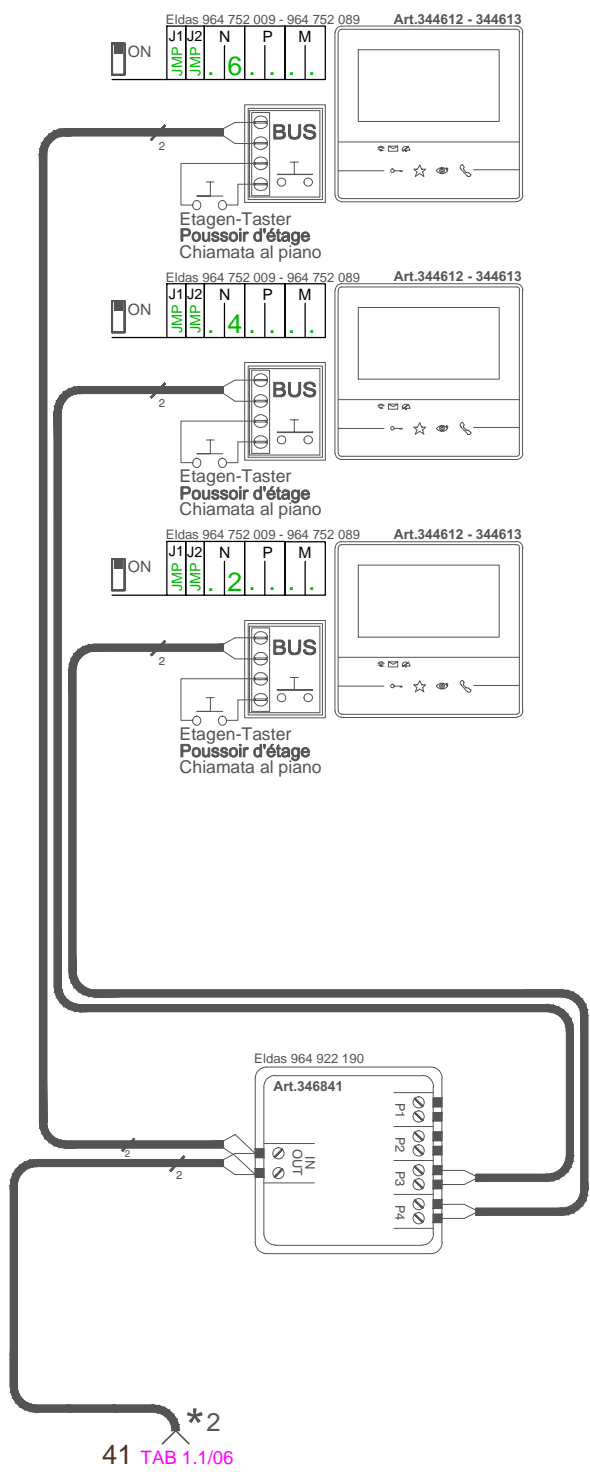 Eldas 964 752 009 - 964 752 089 Art.344612 - 344613
ON J1 J2 N P M
JMP JMP . 6 . . . .
2
BUS
Etagen-Taster
Poussoir d'étage
Chiamata al piano
Eldas 964 752 009 - 964 752 089 Art.344612 - 344613
ON J1 J2 N P M
JMP JMP . 4 . . . .
2
BUS
Etagen-Taster
Poussoir d'étage
Chiamata al piano
Eldas 964 752 009 - 964 752 089 Art.344612 - 344613
ON J1 J2 N P M
JMP JMP . 2 . . . .
2
BUS
Etagen-Taster
Poussoir d'étage
Chiamata al piano
Eldas 964 922 190
Art.346841
P1
P2
2
IN
OUT
P3
2
P4
*2
41 TAB 1.1/06